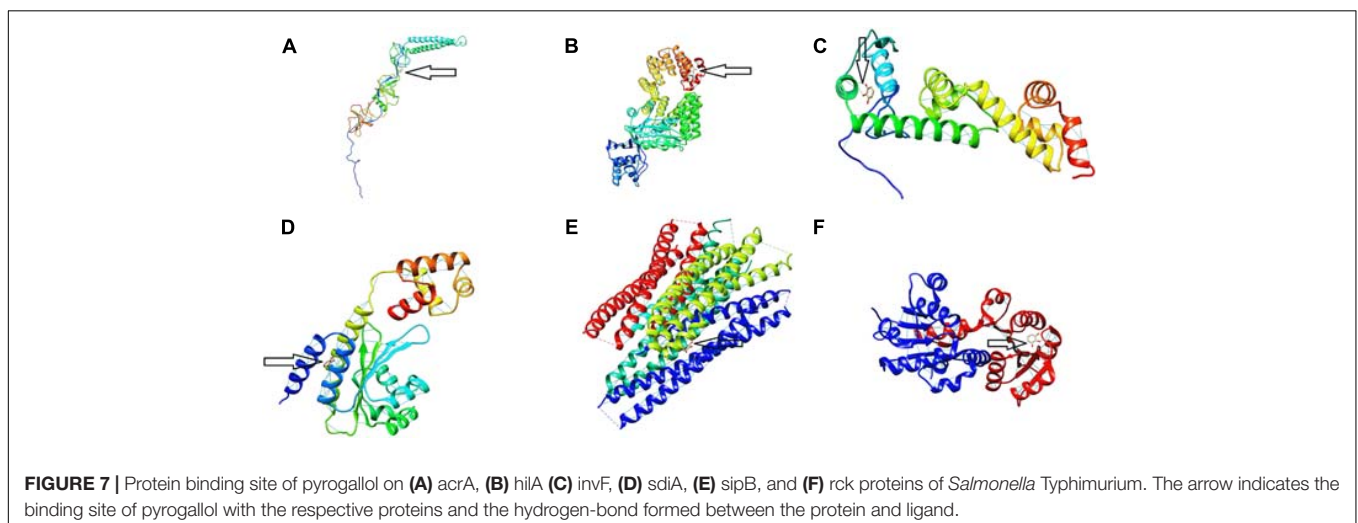 A
B
C
D
E
F
FIGURE 7 | Protein binding site of pyrogallol on (A) acrA, (B) hilA (C) invF, (D) sdiA, (E) sipB, and (F) rck proteins of Salmonella Typhimurium. The arrow indicates the
binding site of pyrogallol with the respective proteins and the hydrogen-bond formed between the protein and ligand.